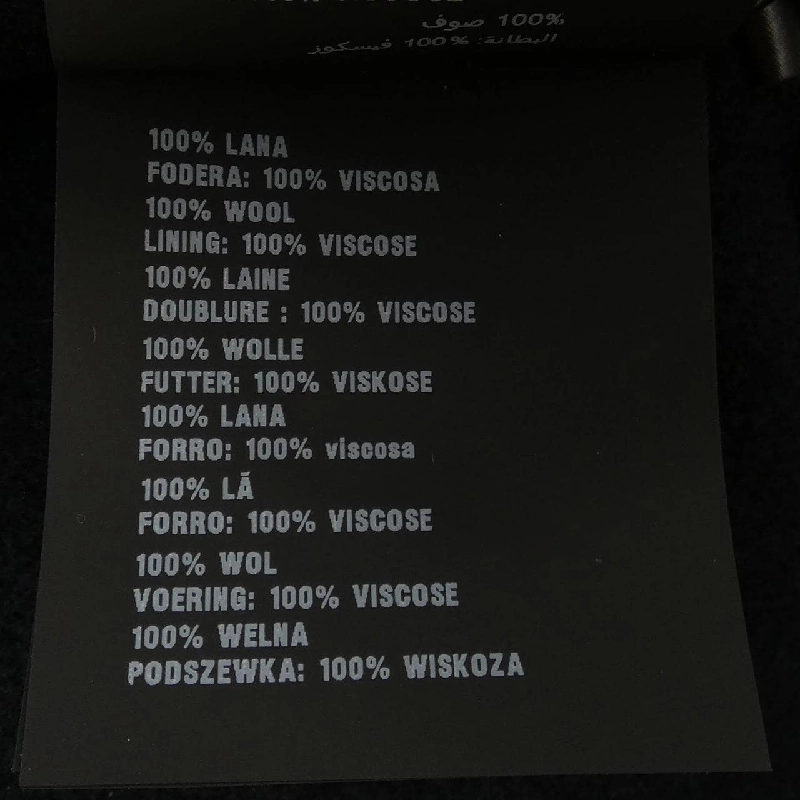 100% صوف
البطانة: 100% فيسكوز
100% LANA
FODERA: 100% VISCOSA
100% WOOL
LINING: 100% VISCOSE
100% LAINE
DOUBLURE : 100% VISCOSE
100% WOLLE
FUTTER: 100% VISKOSE
100% LANA
FORRO: 100% viscosa
100% LÃ
FORRO: 100% VISCOSE
100% WOL
VOERING: 100% VISCOSE
100% WELNA
PODSZEWKA: 100% WISKOZA